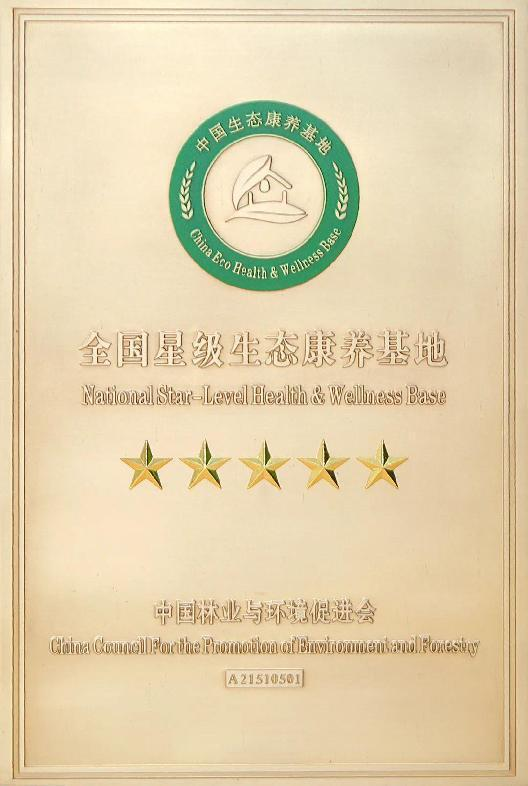 中国生态康养基地
China Eco Health & Wellness Base
全国星级生态康养基地
National Star-Level Health & Wellness Base
中国林业与环境促进会
China Council For the Promotion of Environment and Forestry
A21510501